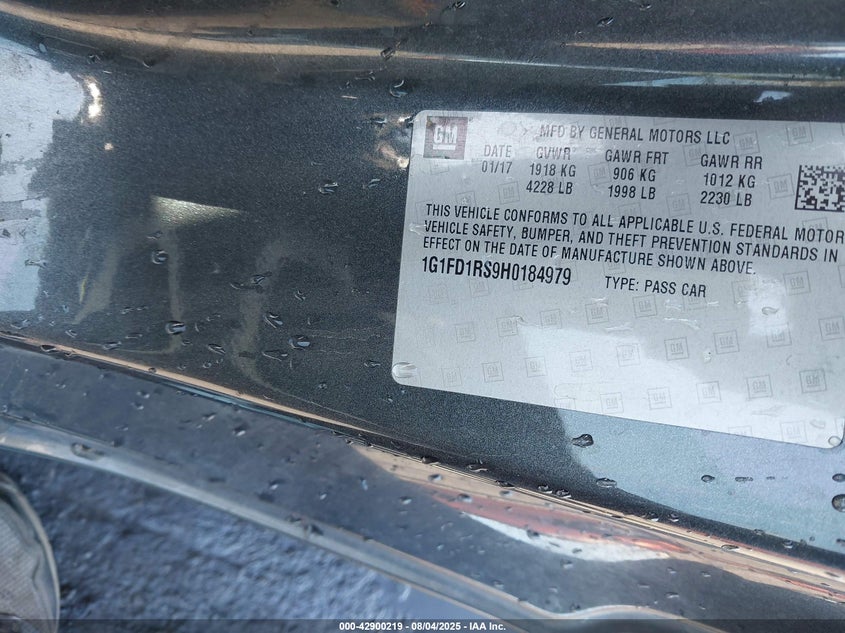 GM MFD BY GENERAL MOTORS LLC
DATE GVWR GAWR FRT GAWR RR
01/17 1918 KG 906 KG 1012 KG
4228 LB 1998 LB 2230 LB
THIS VEHICLE CONFORMS TO ALL APPLICABLE U.S. FEDERAL MOTOR
VEHICLE SAFETY, BUMPER, AND THEFT PREVENTION STANDARDS IN
EFFECT ON THE DATE OF MANUFACTURE SHOWN ABOVE.
1G1FD1RS9H0184979 TYPE: PASS CAR
000-42900219 - 08/04/2025 - IAA Inc.